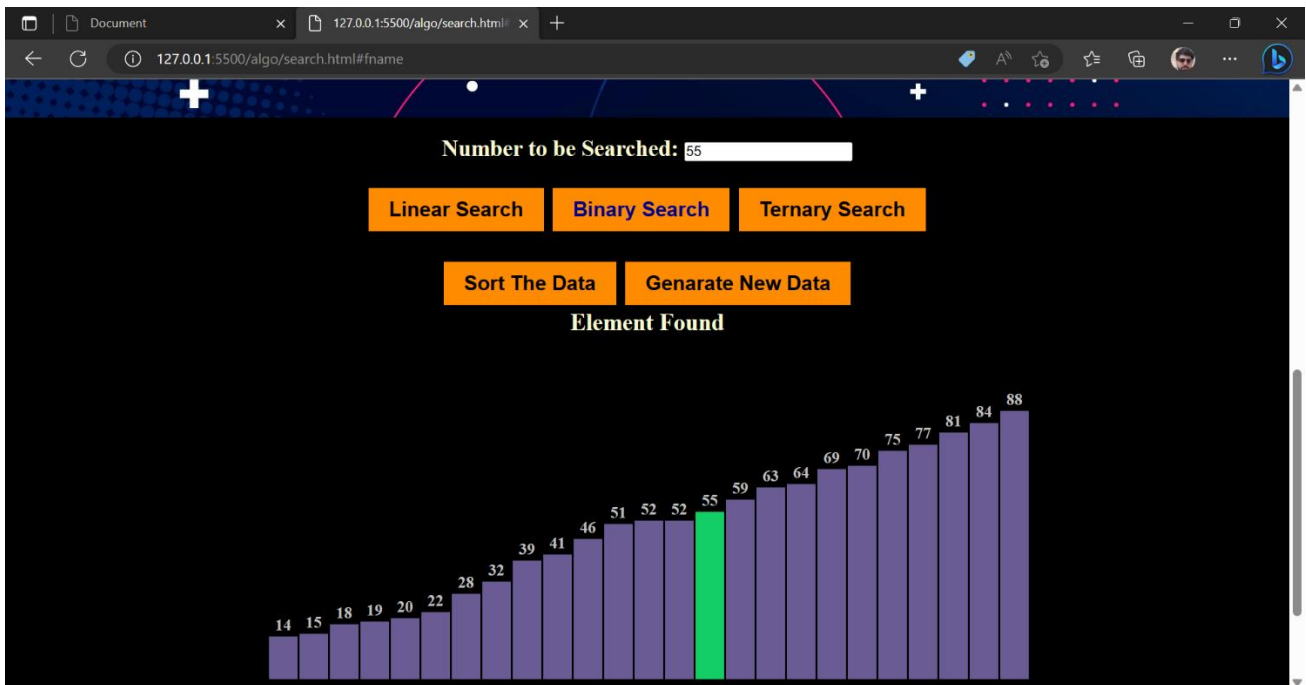 Document
127.0.0.1:5500/algo/search.html#
127.0.0.1:5500/algo/search.html#fname
Number to be Searched: 55
Linear Search Binary Search Ternary Search
Sort The Data Genarate New Data
Element Found
14 15 18 19 20 22 28 32 39 41 46 51 52 52 55 59 63 64 69 70 75 77 81 84 88